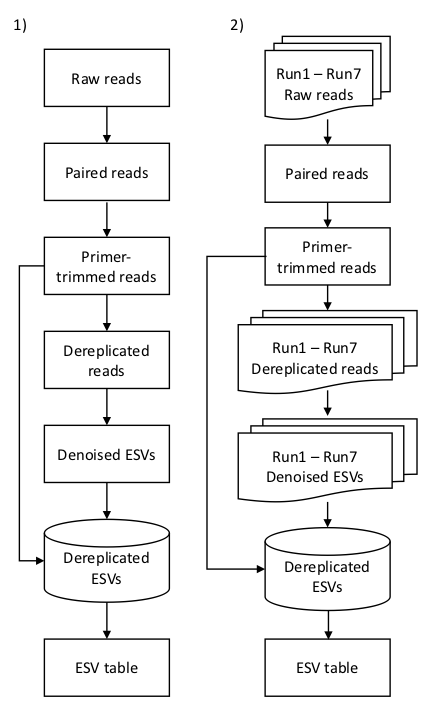 1)
Raw reads
Paired reads
Primer-
trimmed reads
Dereplicated
reads
Denoised ESVs
Dereplicated
ESVs
ESV table
2)
Run1 – Run7
Raw reads
Paired reads
Primer-
trimmed reads
Run1 – Run7
Dereplicated reads
Run1 – Run7
Denoised ESVs
Dereplicated
ESVs
ESV table